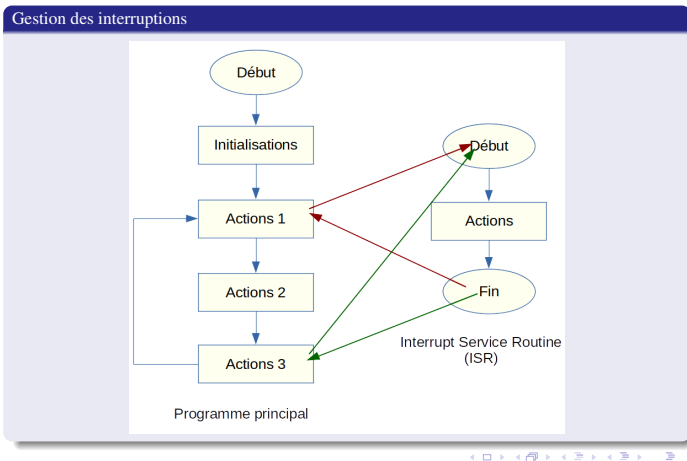 Gestion des interruptions
Début
Initialisations
Actions 1
Actions 2
Actions 3
Programme principal
Début
Actions
Fin
Interrupt Service Routine
(ISR)